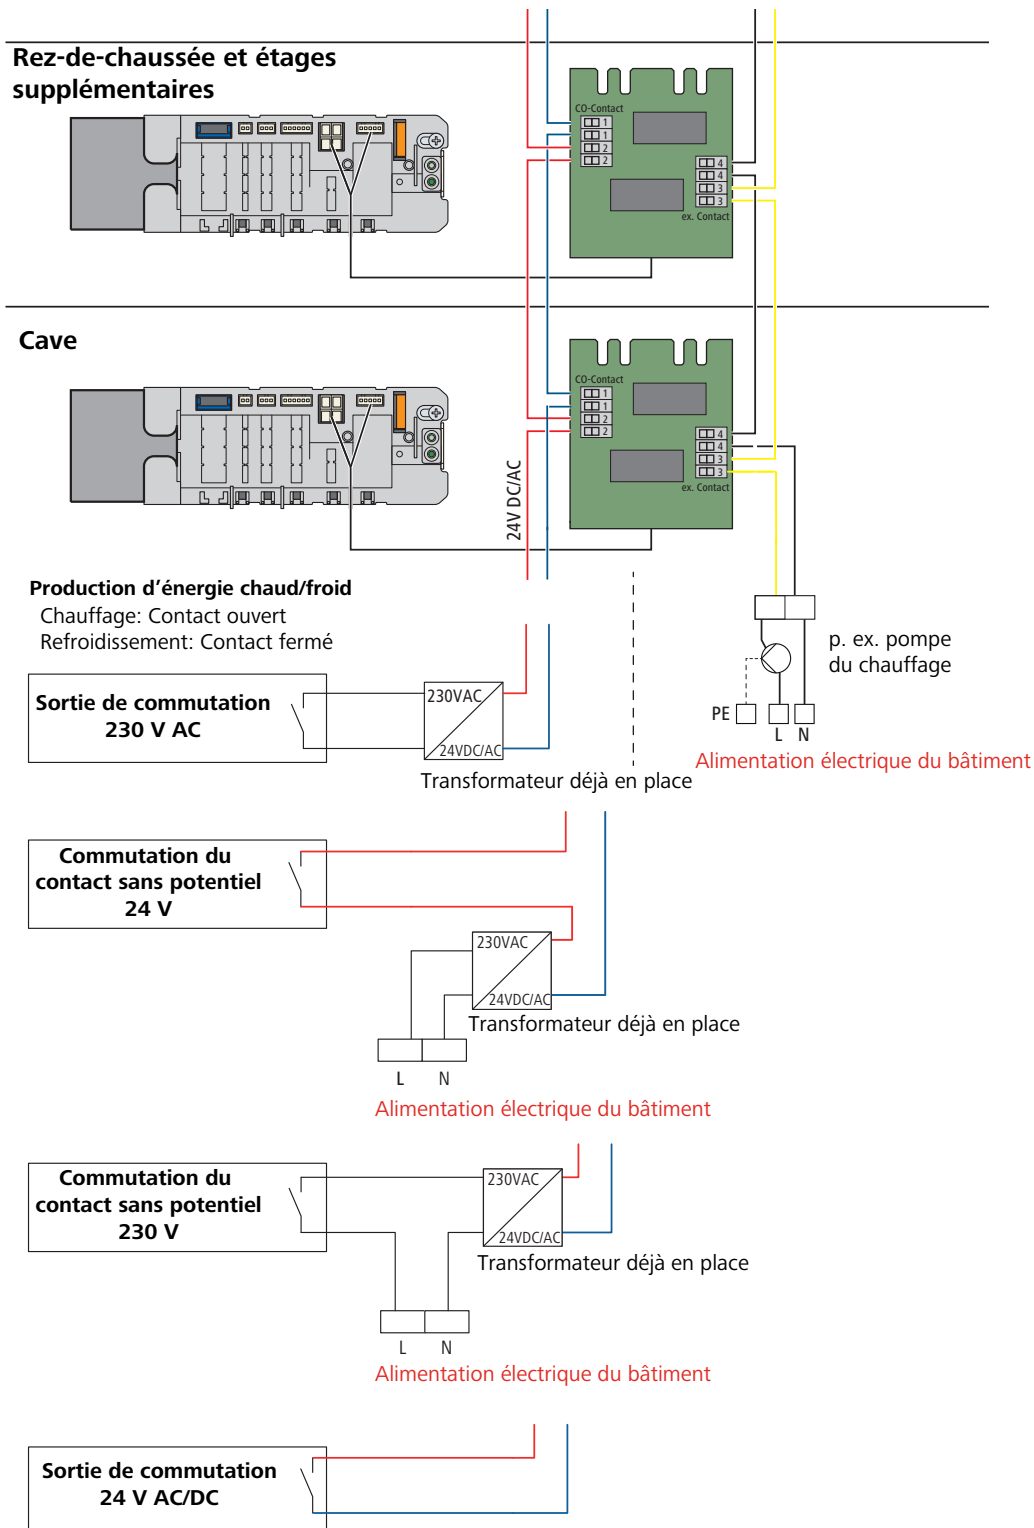 Rez-de-chaussée et étages
supplémentaires
CO-Contact
1
1
2
2
4
4
3
3
ex. Contact
Cave
CO-Contact
1
1
2
2
4
4
3
3
ex. Contact
24V DC/AC
Production d’énergie chaud/froid
Chauffage: Contact ouvert
Refroidissement: Contact fermé
p. ex. pompe
du chauffage
Sortie de commutation
230 V AC
230VAC
24VDC/AC
PE
L N
Alimentation électrique du bâtiment
Transformateur déjà en place
Commutation du
contact sans potentiel
24 V
230VAC
24VDC/AC
Transformateur déjà en place
L N
Alimentation électrique du bâtiment
Commutation du
contact sans potentiel
230 V
230VAC
24VDC/AC
Transformateur déjà en place
L N
Alimentation électrique du bâtiment
Sortie de commutation
24 V AC/DC